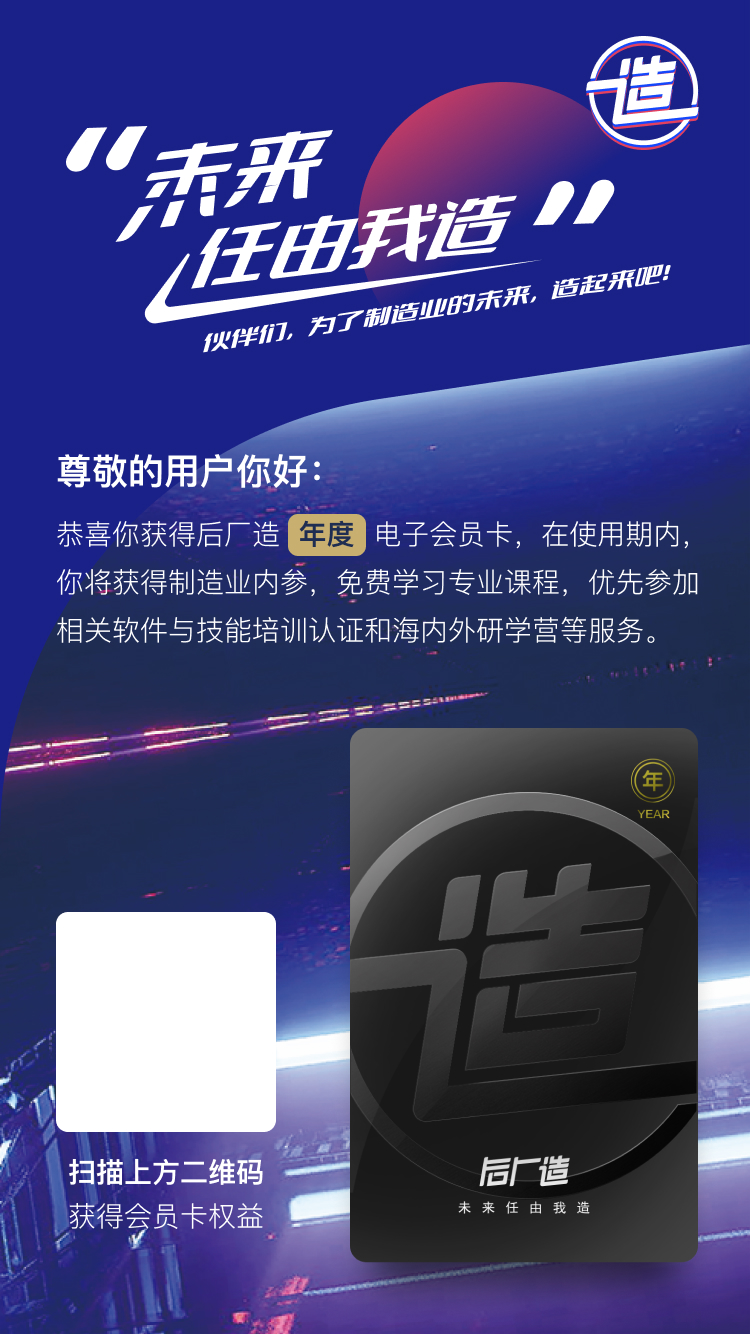 造
“未来
任由我造”
伙伴们，为了制造业的未来，造起来吧！
尊敬的用户你好：
恭喜你获得后厂造 年度 电子会员卡，在使用期内，
你将获得制造业内参，免费学习专业课程，优先参加
相关软件与技能培训认证和海内外研学营等服务。
年
YEAR
造
后厂造
未来任由我造
扫描上方二维码
获得会员卡权益